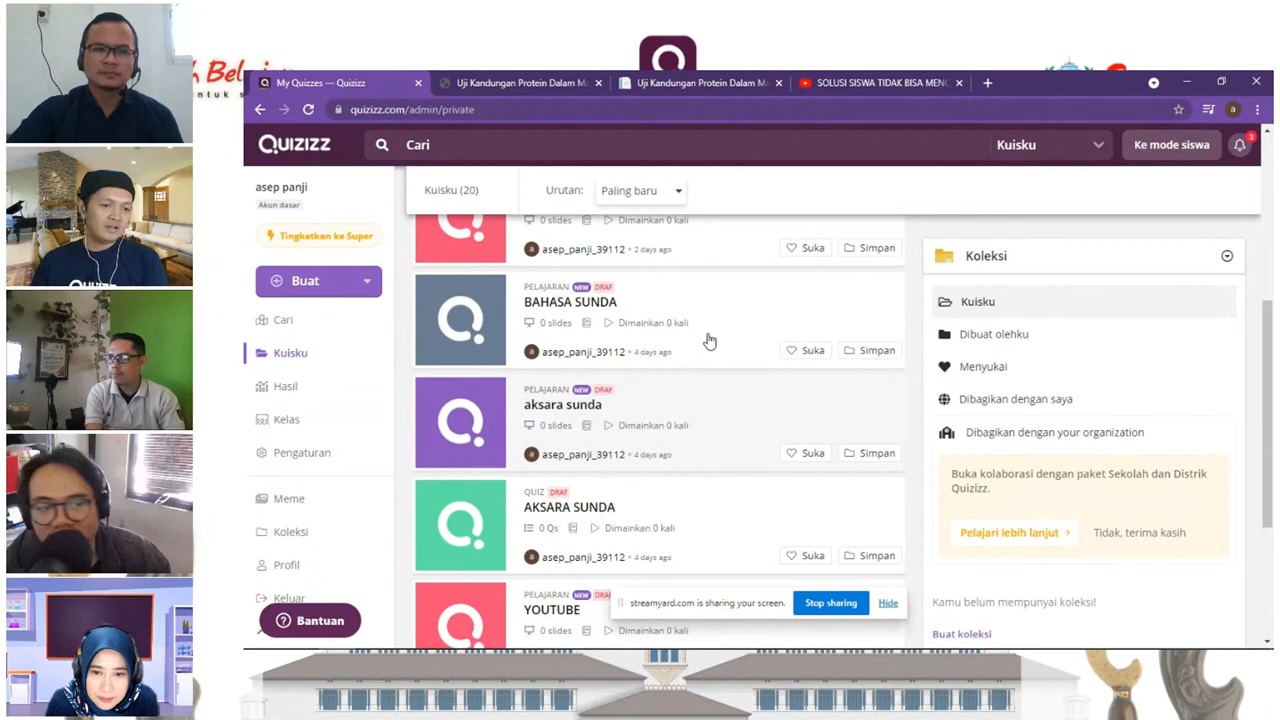 h Belajar
ntuk s
My Quizzes — Quizizz
Uji Kandungan Protein Dalam M
Uji Kandungan Protein Dalam M
SOLUSI SISWA TIDAK BISA MENG
quizizz.com/admin/private
a
QUIZIZZ
Cari
Kuisku
Ke mode siswa
3
asep panji
Akun dasar
Tingkatkan ke Super
Buat
Cari
Kuisku
Hasil
Kelas
Pengaturan
Meme
Koleksi
Profil
Keluar
Bantuan
Kuisku (20)
Urutan:
Paling baru
0 slides
Dimainkan 0 kali
asep_panji_39112 • 2 days ago
Suka
Simpan
PELAJARAN NEW DRAF
BAHASA SUNDA
0 slides
Dimainkan 0 kali
asep_panji_39112 • 4 days ago
Suka
Simpan
PELAJARAN NEW DRAF
aksara sunda
0 slides
Dimainkan 0 kali
asep_panji_39112 • 4 days ago
Suka
Simpan
QUIZ DRAF
AKSARA SUNDA
0 Qs
Dimainkan 0 kali
asep_panji_39112 • 4 days ago
Suka
Simpan
PELAJARAN NEW DRAF
YOUTUBE
0 slides
Dimainkan 0 kali
streamyard.com is sharing your screen.
Stop sharing
Hide
Koleksi
Kuisku
Dibuat olehku
Menyukai
Dibagikan dengan saya
Dibagikan dengan your organization
Buka kolaborasi dengan paket Sekolah dan Distrik
Quizizz.
Pelajari lebih lanjut
Tidak, terima kasih
Kamu belum mempunyai koleksi!
Buat koleksi